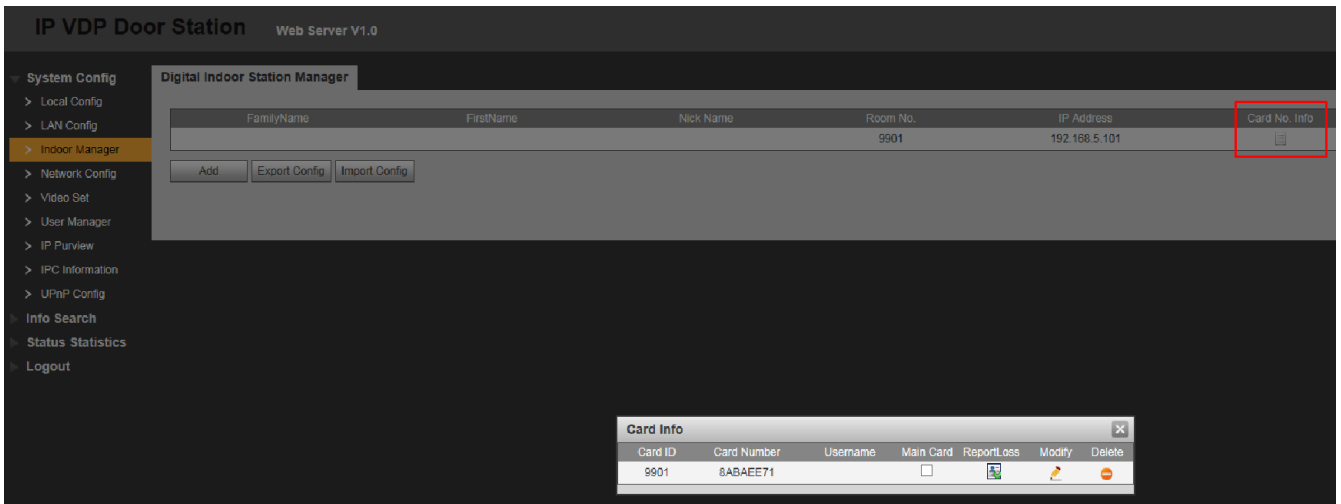 IP VDP Door Station Web Server V1.0
System Config
Local Config
LAN Config
Indoor Manager
Network Config
Video Set
User Manager
IP Purview
IPC Information
UPnP Config
Info Search
Status Statistics
Logout
Digital Indoor Station Manager
FamilyName FirstName Nick Name Room No. IP Address Card No. Info
9901 192.168.5.101
Add Export Config Import Config
Card Info
Card ID Card Number Username Main Card ReportLoss Modify Delete
9901 8ABAEE71